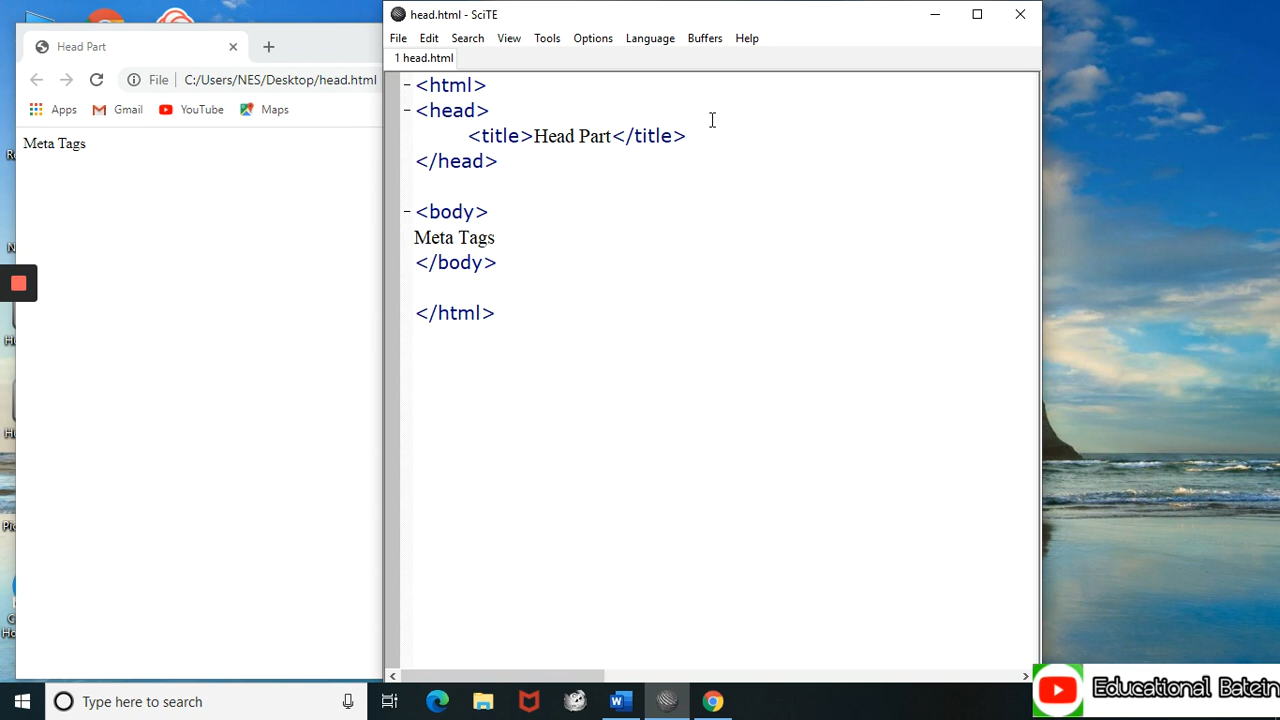 Head Part
File C:/Users/NES/Desktop/head.html
Apps Gmail YouTube Maps
Meta Tags
head.html - SciTE
File Edit Search View Tools Options Language Buffers Help
1 head.html
<html>
<head>
<title>Head Part</title>
</head>
<body>
Meta Tags
</body>
</html>
Type here to search
Educational Batein